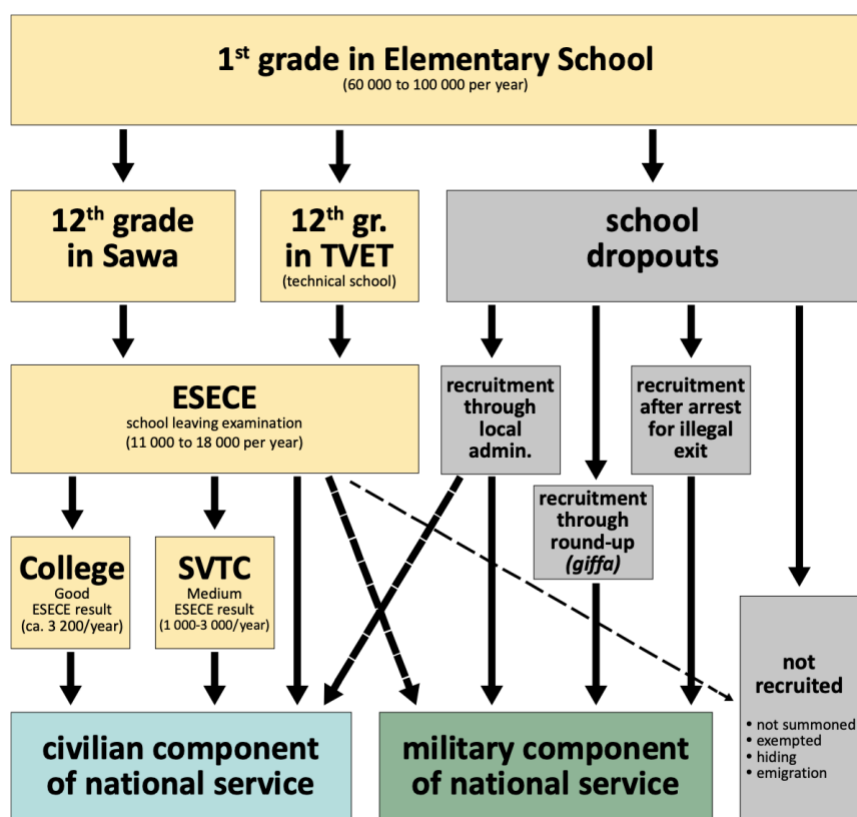 1st grade in Elementary School
(60 000 to 100 000 per year)
12th grade
in Sawa
12th gr.
in TVET
(technical school)
school
dropouts
ESECE
school leaving examination
(11 000 to 18 000 per year)
recruitment
through
local
admin.
recruitment
after arrest
for illegal
exit
recruitment
through
round-up
(giffa)
College
Good
ESECE result
(ca. 3 200/year)
SVTC
Medium
ESECE result
(1 000-3 000/year)
not
recruited
• not summoned
• exempted
• hiding
• emigration
civilian component
of national service
military component
of national service